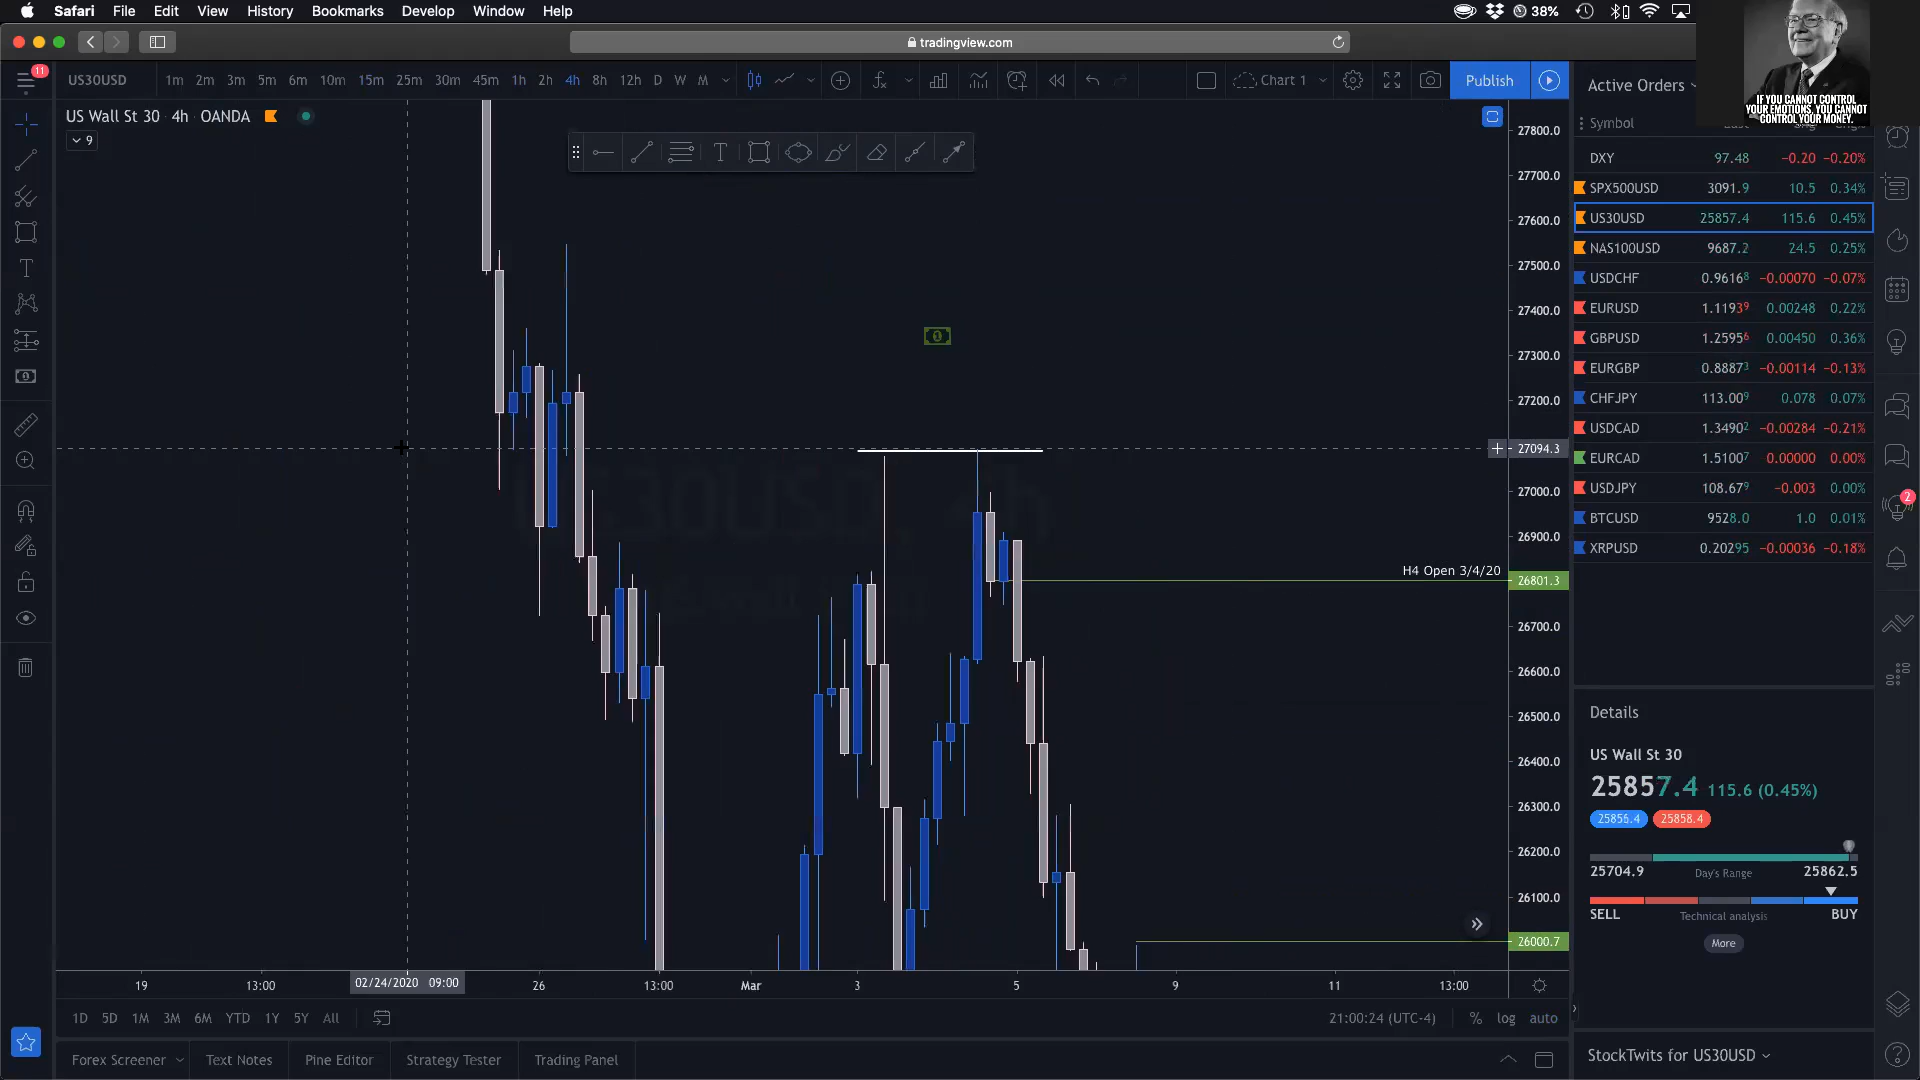 Safari File Edit View History Bookmarks Develop Window Help 38%
tradingview.com
IF YOU CANNOT CONTROL
YOUR EMOTIONS, YOU CANNOT
CONTROL YOUR MONEY.
11
US30USD 1m 2m 3m 5m 6m 10m 15m 25m 30m 45m 1h 2h 4h 8h 12h D W M Chart 1 Publish
US Wall St 30 · 4h · OANDA
9
27800.0
27700.0
27600.0
27500.0
27400.0
27300.0
27200.0
27094.3
27000.0
26900.0
H4 Open 3/4/20 26801.3
26700.0
26600.0
26500.0
26400.0
26300.0
26200.0
26100.0
26000.7
US30USD, 4h
19 13:00 02/24/2020 09:00 26 13:00 Mar 3 5 9 11 13:00
1D 5D 1M 3M 6M YTD 1Y 5Y All 21:00:24 (UTC-4) % log auto
Forex Screener Text Notes Pine Editor Strategy Tester Trading Panel
Active Orders
Symbol
DXY 97.48 −0.20 −0.20%
SPX500USD 3091.9 10.5 0.34%
US30USD 25857.4 115.6 0.45%
NAS100USD 9687.2 24.5 0.25%
USDCHF 0.96168 −0.00070 −0.07%
EURUSD 1.11939 0.00248 0.22%
GBPUSD 1.25956 0.00450 0.36%
EURGBP 0.88873 −0.00114 −0.13%
CHFJPY 113.009 0.078 0.07%
USDCAD 1.34902 −0.00284 −0.21%
EURCAD 1.51007 0.00000 0.00%
USDJPY 108.679 −0.003 0.00%
BTCUSD 9528.0 1.0 0.01%
XRPUSD 0.20295 −0.00036 −0.18%
2
Details
US Wall St 30
25857.4 115.6 (0.45%)
25856.4 25858.4
25704.9 Day's Range 25862.5
SELL Technical analysis BUY
More
StockTwits for US30USD